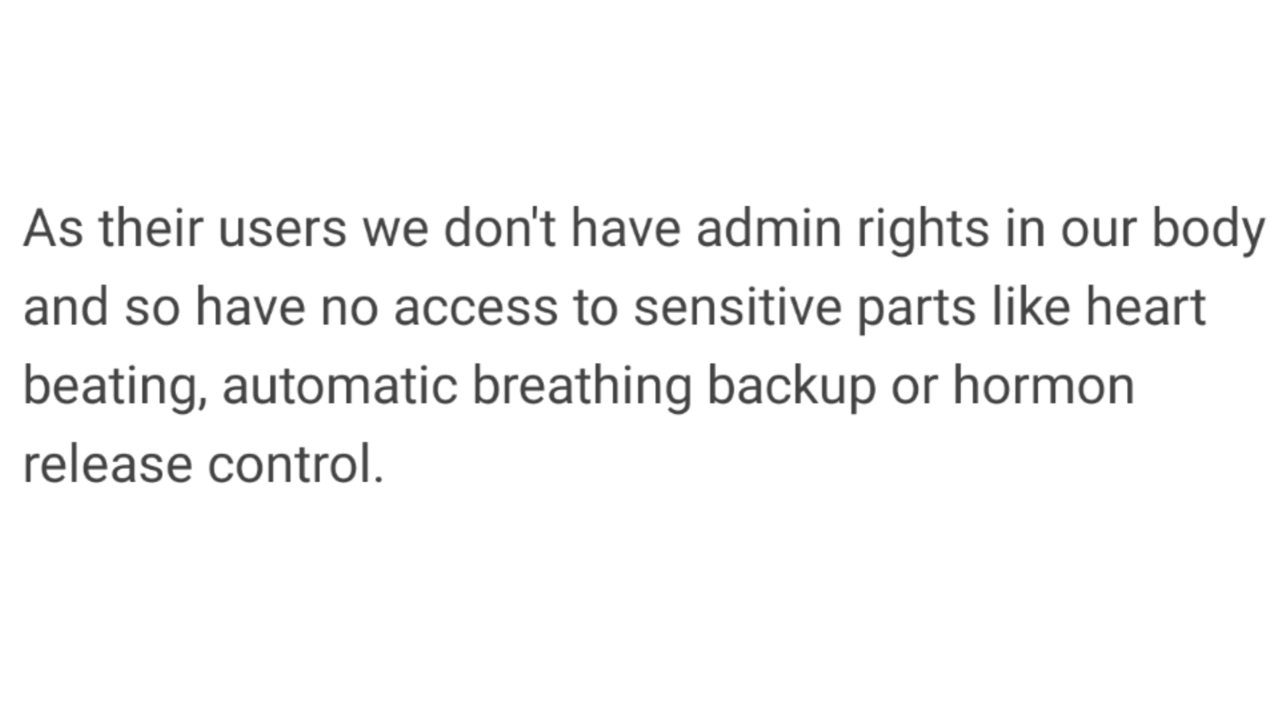 As their users we don't have admin rights in our body
and so have no access to sensitive parts like heart
beating, automatic breathing backup or hormon
release control.